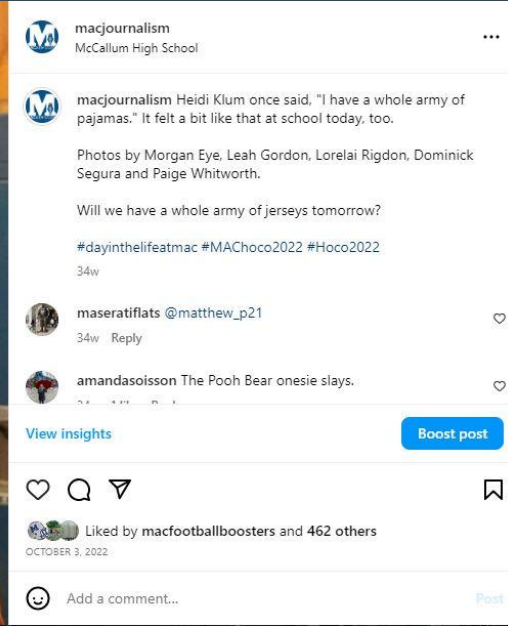 macjournalism
McCallum High School
macjournalism Heidi Klum once said, "I have a whole army of
pajamas." It felt a bit like that at school today, too.
Photos by Morgan Eye, Leah Gordon, Lorelai Rigdon, Dominick
Segura and Paige Whitworth.
Will we have a whole army of jerseys tomorrow?
#dayinthelifeatmac #MAChoco2022 #Hoco2022
34w
maseratiflats @matthew_p21
34w Reply
amandasoisson The Pooh Bear onesie slays.
View insights
Boost post
Liked by macfootballboosters and 462 others
OCTOBER 3, 2022
Add a comment...
Post